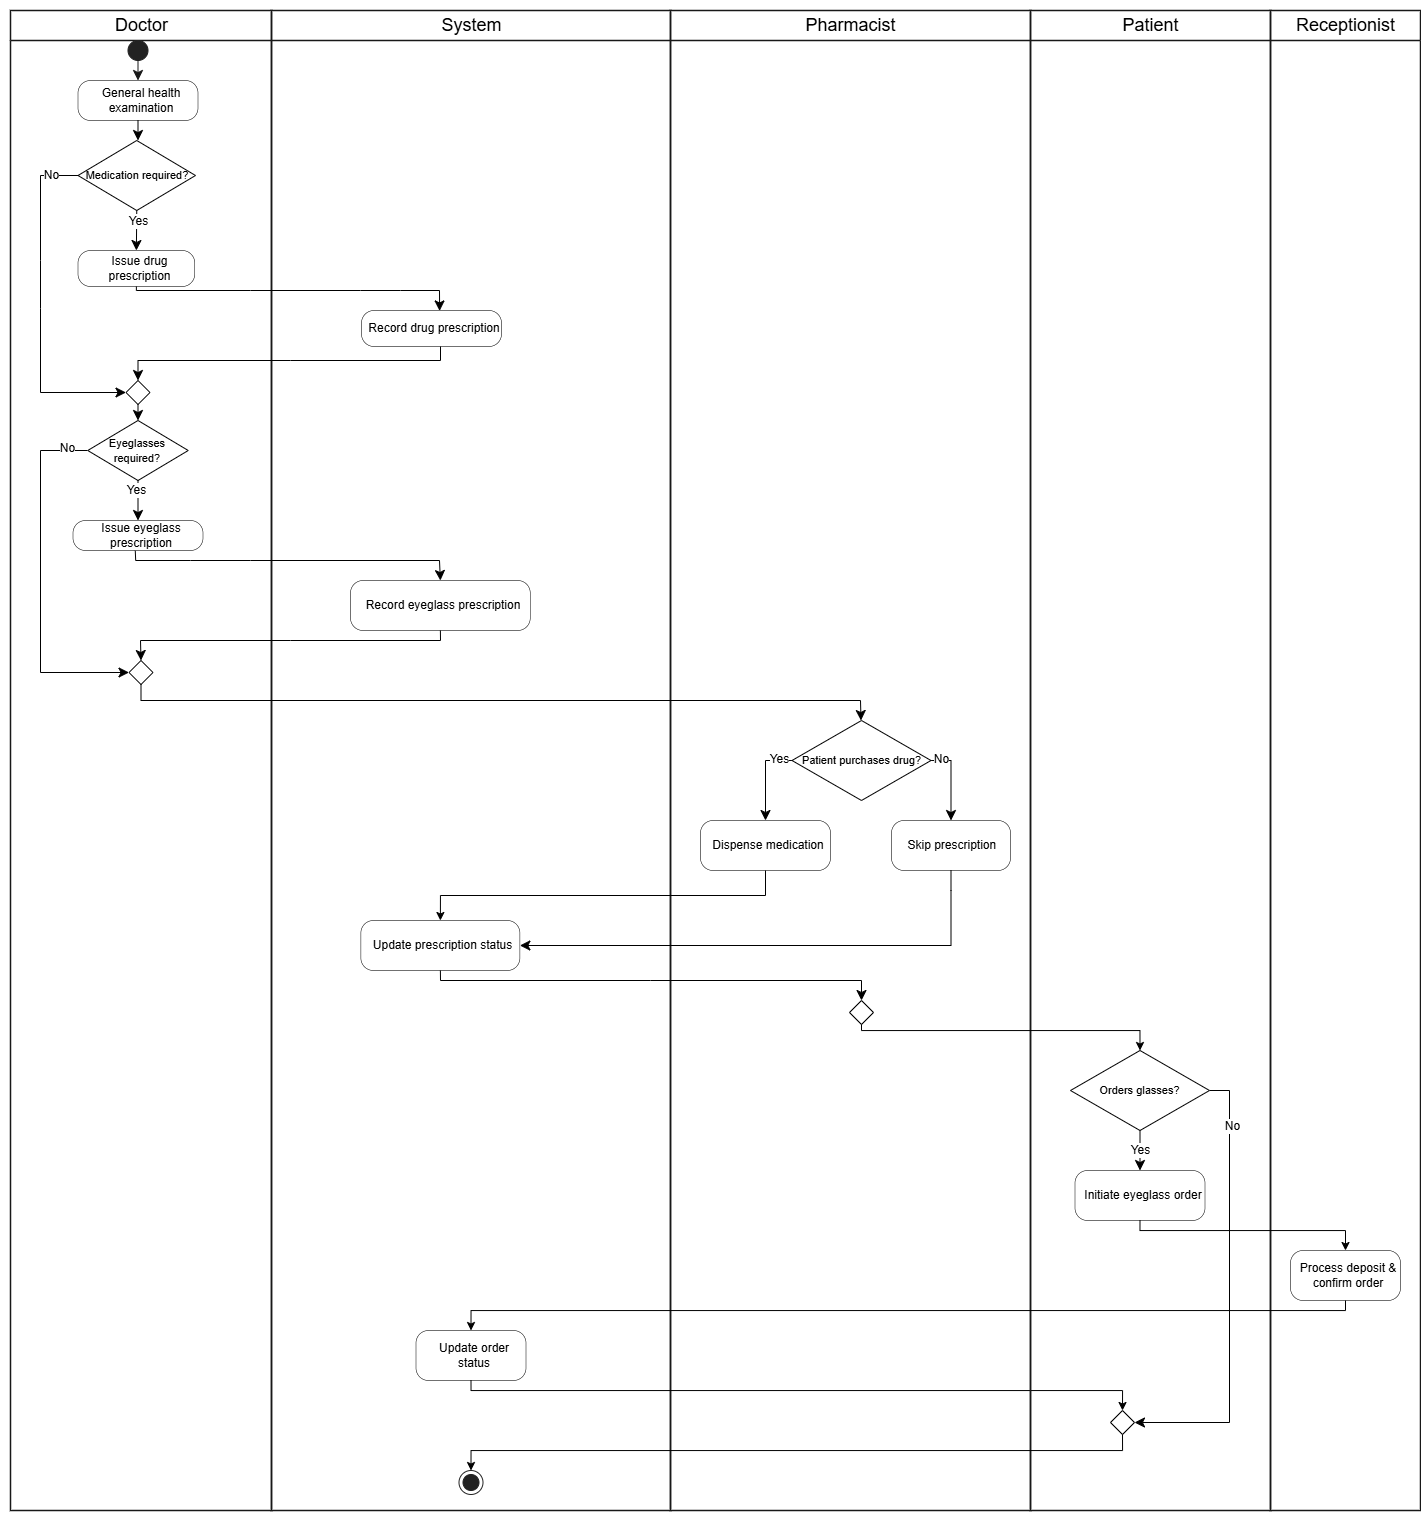 Doctor
System
Pharmacist
Patient
Receptionist
General health
examination
Medication required?
No
Yes
Issue drug
prescription
Record drug prescription
Eyeglasses
required?
No
Yes
Issue eyeglass
prescription
Record eyeglass prescription
Patient purchases drug?
Yes
No
Dispense medication
Skip prescription
Update prescription status
Orders glasses?
No
Yes
Initiate eyeglass order
Process deposit &
confirm order
Update order
status